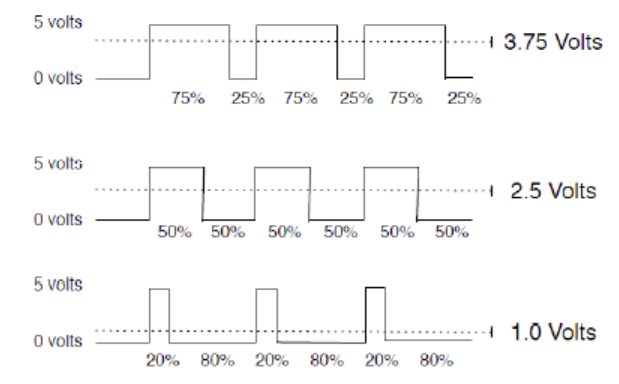 5 volts
3.75 Volts
0 volts
75% 25% 75% 25% 75% 25%
5 volts
2.5 Volts
0 volts
50% 50% 50% 50% 50% 50%
5 volts
1.0 Volts
0 volts
20% 80% 20% 80% 20% 80%